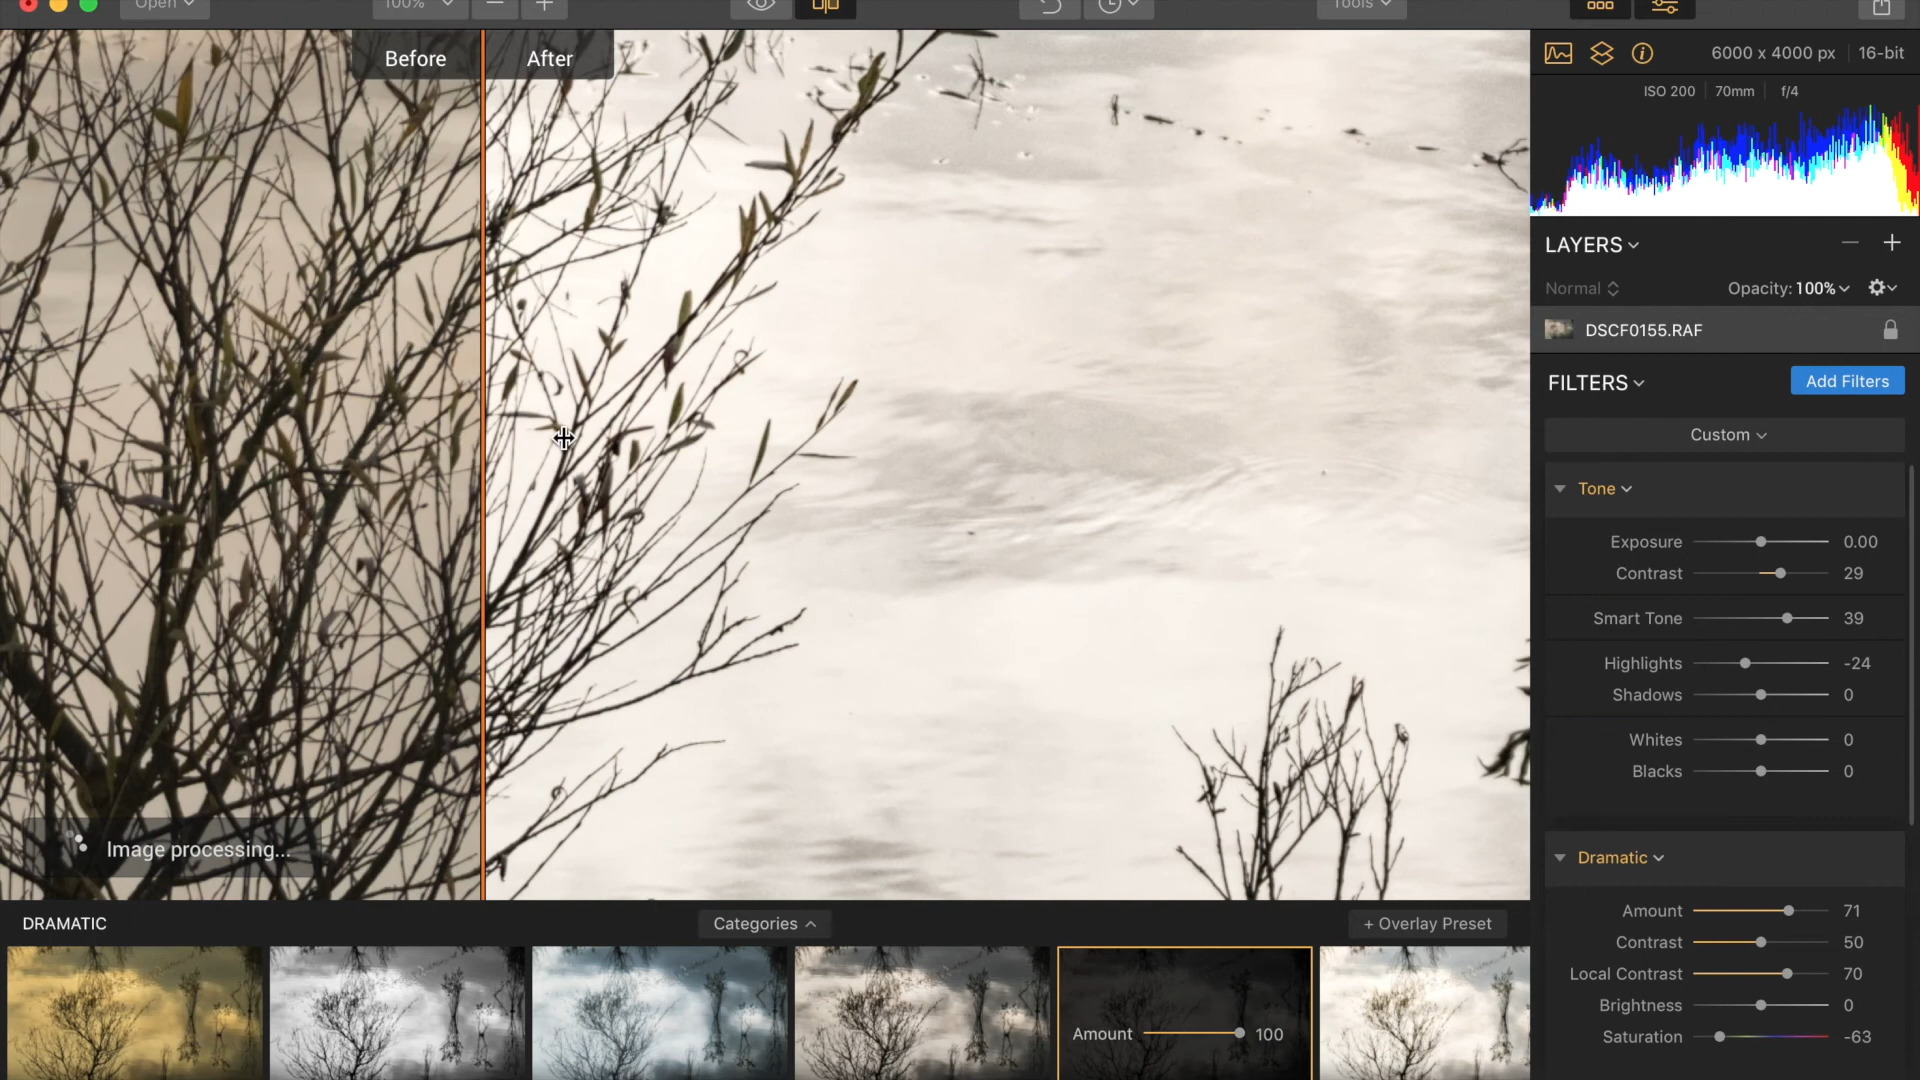 Open
100%
Tools
Before
After
6000 x 4000 px
16-bit
ISO 200
70mm
f/4
LAYERS
Normal
Opacity: 100%
DSCF0155.RAF
FILTERS
Add Filters
Custom
Tone
Exposure 0.00
Contrast 29
Smart Tone 39
Highlights -24
Shadows 0
Whites 0
Blacks 0
Image processing...
Dramatic
Amount 71
Contrast 50
Local Contrast 70
Brightness 0
Saturation -63
DRAMATIC
Categories
+ Overlay Preset
Amount 100